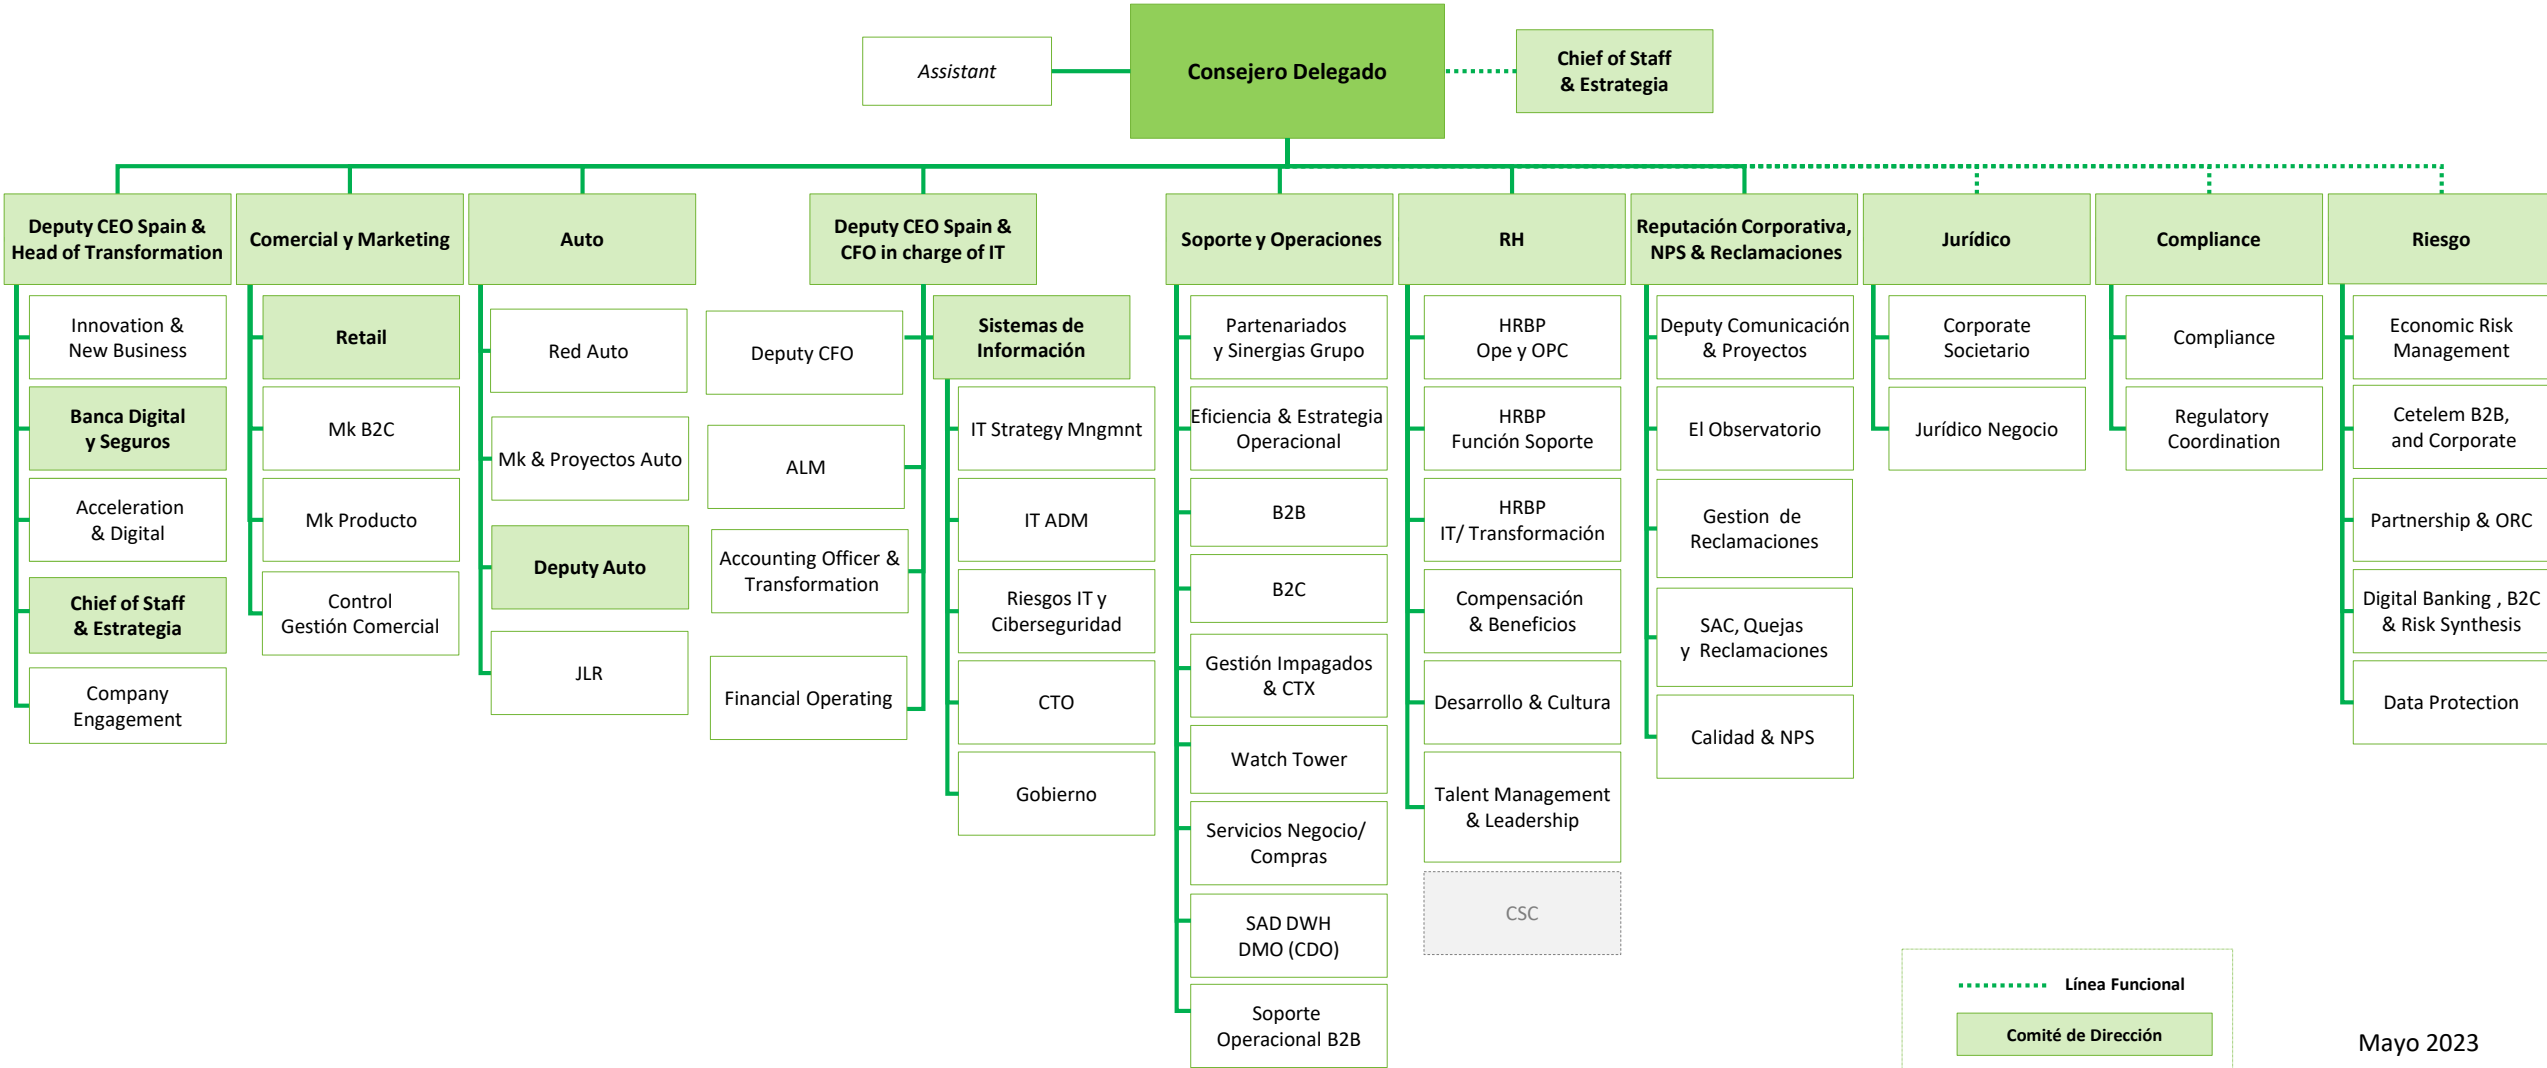 Assistant
Consejero Delegado
Chief of Staff
& Estrategia
Deputy CEO Spain &
Head of Transformation
Innovation &
New Business
Banca Digital
y Seguros
Acceleration
& Digital
Chief of Staff
& Estrategia
Company
Engagement
Comercial y Marketing
Retail
Mk B2C
Mk Producto
Control
Gestión Comercial
Auto
Red Auto
Mk & Proyectos Auto
Deputy Auto
JLR
Deputy CEO Spain &
CFO in charge of IT
Deputy CFO
ALM
Accounting Officer &
Transformation
Financial Operating
Sistemas de
Información
IT Strategy Mngmnt
IT ADM
Riesgos IT y
Ciberseguridad
CTO
Gobierno
Soporte y Operaciones
Partenariados
y Sinergias Grupo
Eficiencia & Estrategia
Operacional
B2B
B2C
Gestión Impagados
& CTX
Watch Tower
Servicios Negocio/
Compras
SAD DWH
DMO (CDO)
Soporte
Operacional B2B
RH
HRBP
Ope y OPC
HRBP
Función Soporte
HRBP
IT/ Transformación
Compensación
& Beneficios
Desarrollo & Cultura
Talent Management
& Leadership
CSC
Reputación Corporativa,
NPS & Reclamaciones
Deputy Comunicación
& Proyectos
El Observatorio
Gestion de
Reclamaciones
SAC, Quejas
y Reclamaciones
Calidad & NPS
Jurídico
Corporate
Societario
Jurídico Negocio
Compliance
Compliance
Regulatory
Coordination
Riesgo
Economic Risk
Management
Cetelem B2B,
and Corporate
Partnership & ORC
Digital Banking , B2C
& Risk Synthesis
Data Protection
Línea Funcional
Comité de Dirección
Mayo 2023